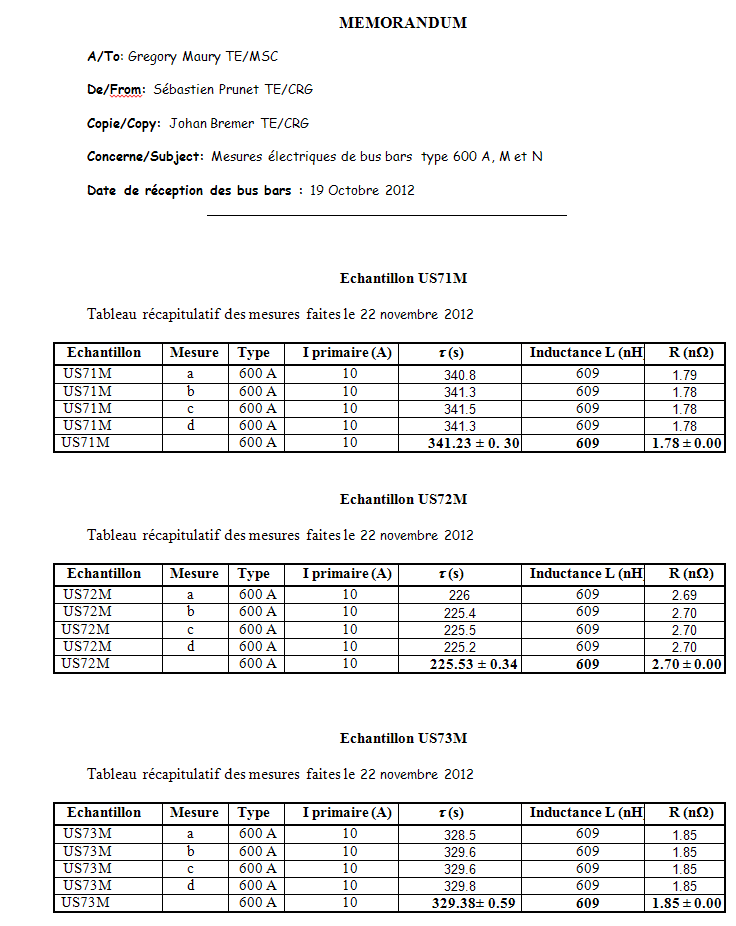 MEMORANDUM
A/To: Gregory Maury TE/MSC
De/From: Sébastien Prunet TE/CRG
Copie/Copy: Johan Bremer TE/CRG
Concerne/Subject: Mesures électriques de bus bars type 600 A, M et N
Date de réception des bus bars : 19 Octobre 2012
Echantillon US71M
Tableau récapitulatif des mesures faites le 22 novembre 2012
Echantillon Mesure Type I primaire (A) τ (s) Inductance L (nH R (nΩ)
US71M a 600 A 10 340.8 609 1.79
US71M b 600 A 10 341.3 609 1.78
US71M c 600 A 10 341.5 609 1.78
US71M d 600 A 10 341.3 609 1.78
US71M 600 A 10 341.23 ± 0. 30 609 1.78 ± 0.00
Echantillon US72M
Tableau récapitulatif des mesures faites le 22 novembre 2012
Echantillon Mesure Type I primaire (A) τ (s) Inductance L (nH R (nΩ)
US72M a 600 A 10 226 609 2.69
US72M b 600 A 10 225.4 609 2.70
US72M c 600 A 10 225.5 609 2.70
US72M d 600 A 10 225.2 609 2.70
US72M 600 A 10 225.53 ± 0.34 609 2.70 ± 0.00
Echantillon US73M
Tableau récapitulatif des mesures faites le 22 novembre 2012
Echantillon Mesure Type I primaire (A) τ (s) Inductance L (nH R (nΩ)
US73M a 600 A 10 328.5 609 1.85
US73M b 600 A 10 329.6 609 1.85
US73M c 600 A 10 329.6 609 1.85
US73M d 600 A 10 329.8 609 1.85
US73M 600 A 10 329.38± 0.59 609 1.85 ± 0.00